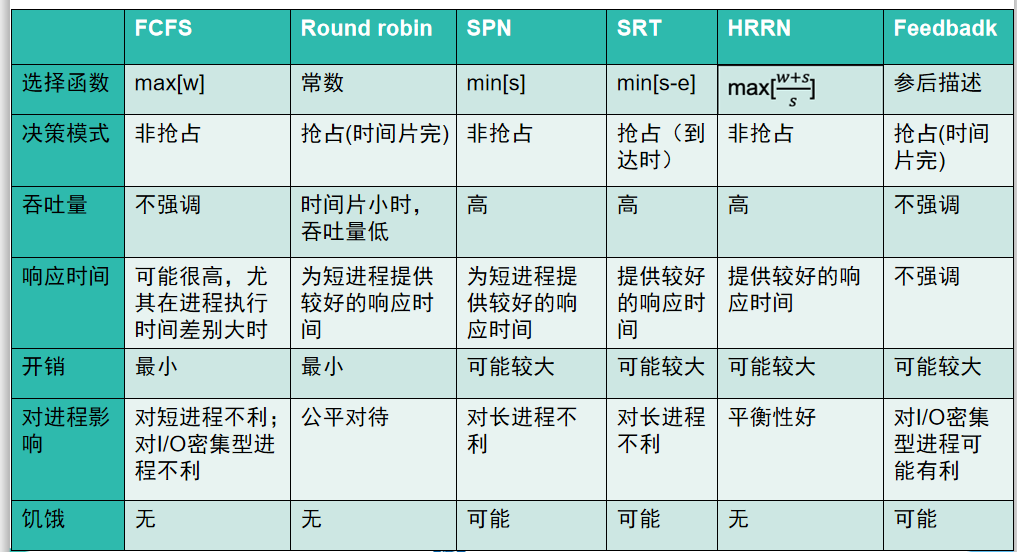 FCFS Round robin SPN SRT HRRN Feedbadk
选择函数 max[w] 常数 min[s] min[s-e] max[w+s/s] 参后描述
决策模式 非抢占 抢占(时间片完) 非抢占 抢占（到 非抢占 抢占(时间
达时） 片完)
吞吐量 不强调 时间片小时， 高 高 高 不强调
吞吐量低
响应时间 可能很高，尤 为短进程提供 为短进程提 提供较好 提供较好的响 不强调
其在进程执行 较好的响应时 供较好的响 的响应时 应时间
时间差别大时 间 应时间 间
开销 最小 最小 可能较大 可能较大 可能较大 可能较大
对进程影 对短进程不利； 公平对待 对长进程不 对长进程 平衡性好 对I/O密集
响 对I/O密集型进 利 不利 型进程可
程不利 能有利
饥饿 无 无 可能 可能 无 可能